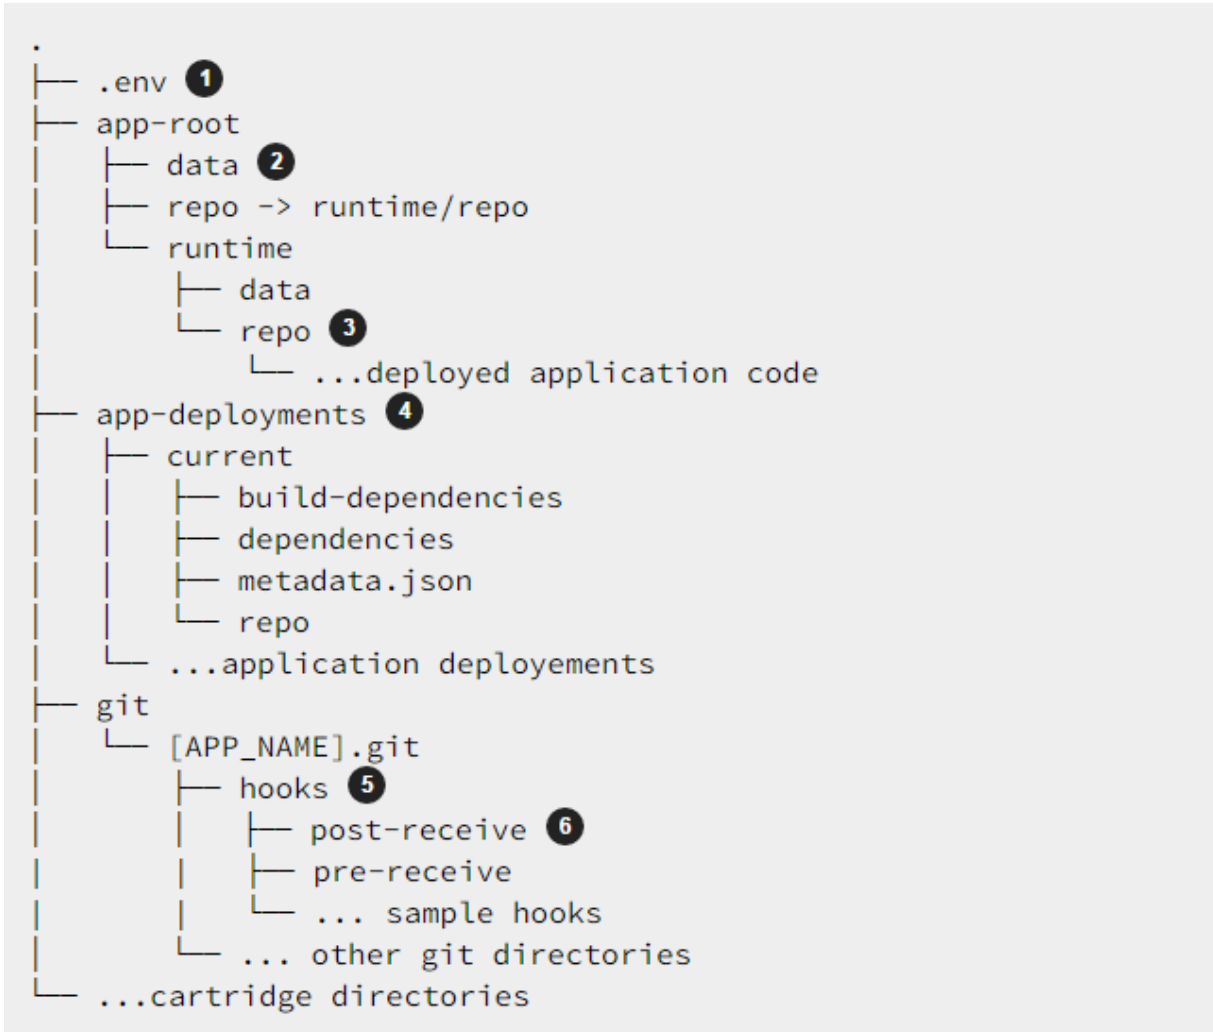 .
├── .env 1
├── app-root
│   ├── data 2
│   ├── repo -> runtime/repo
│   └── runtime
│       ├── data
│       └── repo 3
│           └── ...deployed application code
├── app-deployments 4
│   ├── current
│   │   ├── build-dependencies
│   │   ├── dependencies
│   │   ├── metadata.json
│   │   └── repo
│   └── ...application deployements
├── git
│   └── [APP_NAME].git
│       ├── hooks 5
│       │   ├── post-receive 6
|       |   ├── pre-receive
|       |   └── ... sample hooks
│       └── ... other git directories
└── ...cartridge directories